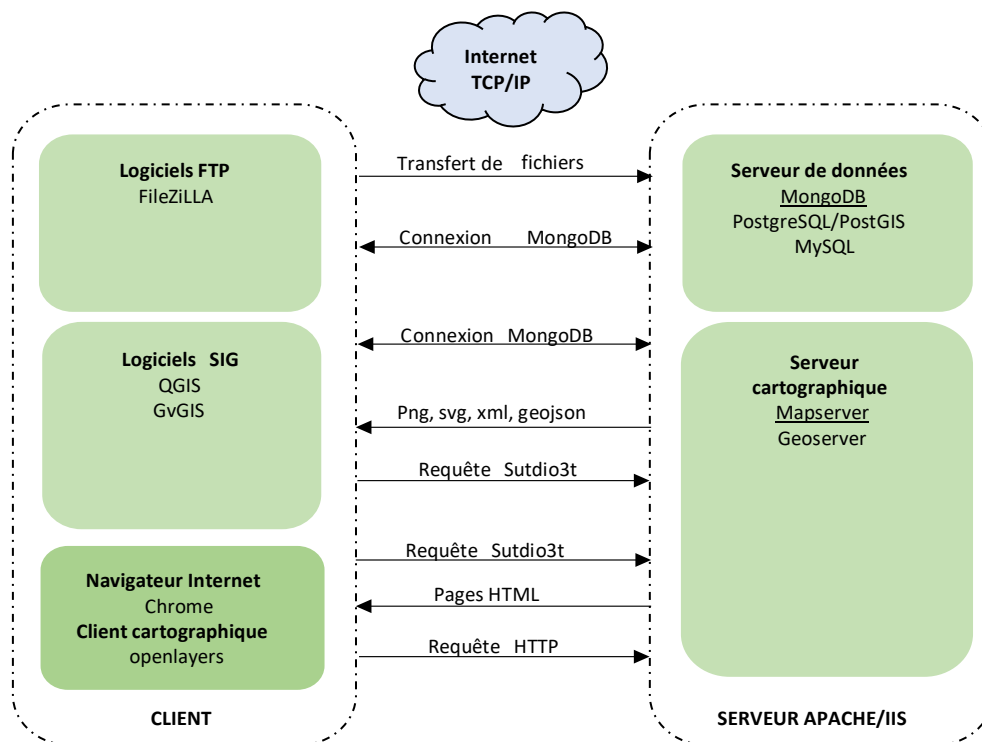 Internet
TCP/IP
Logiciels FTP
FileZiLLA
Transfert de fichiers
Connexion MongoDB
Serveur de données
MongoDB
PostgreSQL/PostGIS
MySQL
Logiciels SIG
QGIS
GvGIS
Connexion MongoDB
Png, svg, xml, geojson
Requête Sutdio3t
Serveur
cartographique
Mapserver
Geoserver
Navigateur Internet
Chrome
Client cartographique
openlayers
Requête Sutdio3t
Pages HTML
Requête HTTP
CLIENT
SERVEUR APACHE/IIS